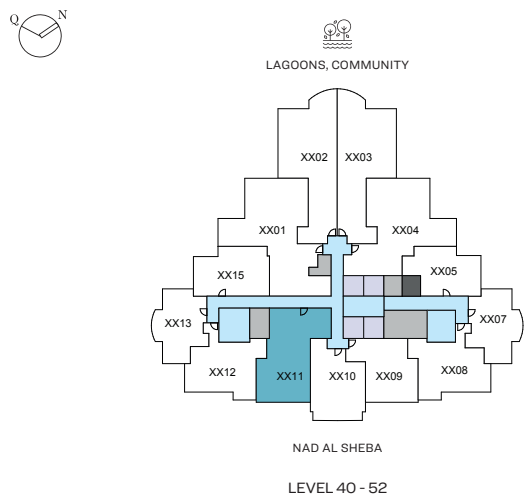 Q N
LAGOONS, COMMUNITY
XX02 XX03
XX01 XX04
XX15 XX05
XX13 XX07
XX12 XX11 XX10 XX09 XX08
NAD AL SHEBA
LEVEL 40 - 52